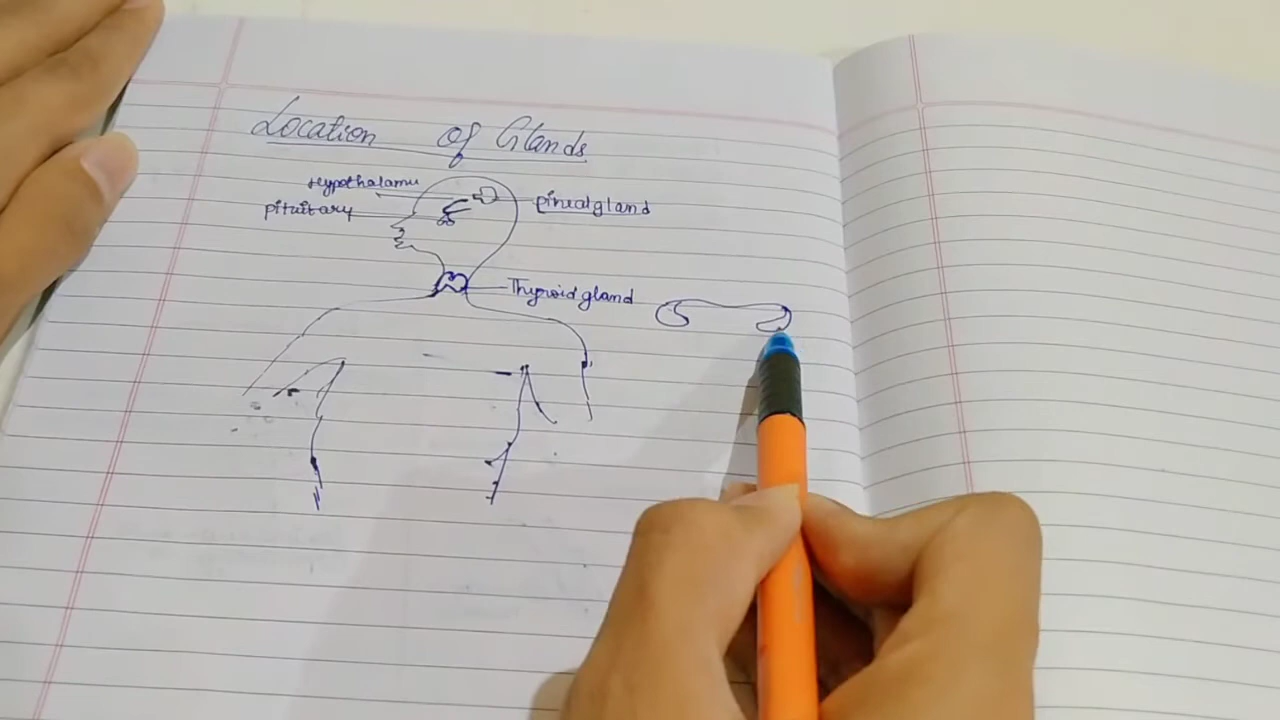 Location of Glands
Hypothalamu
pituitary
pinealgland
Thyroid gland